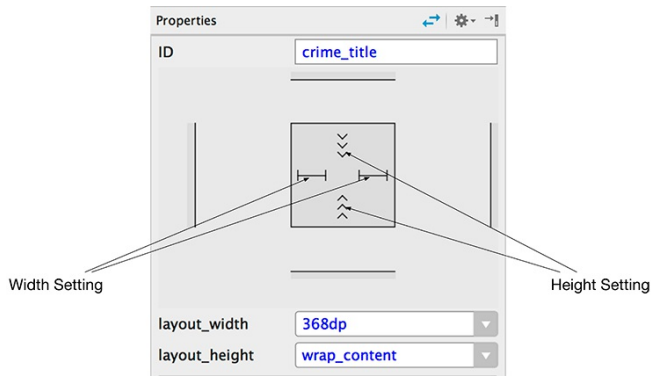 Properties
ID
crime_title
Width Setting
Height Setting
layout_width
368dp
layout_height
wrap_content